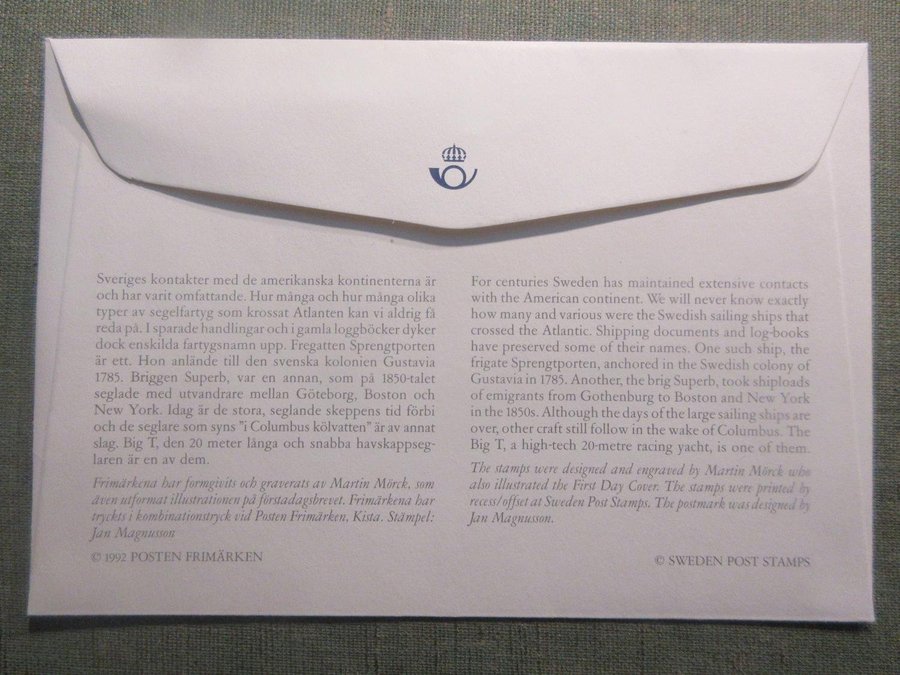 Sveriges kontakter med de amerikanska kontinenterna är
och har varit omfattande. Hur många och hur många olika
typer av segelfartyg som krossat Atlanten kan vi aldrig få
reda på. I sparade handlingar och i gamla loggböcker dyker
dock enskilda fartygsnamn upp. Fregatten Sprengtporten
är ett. Hon anlände till den svenska kolonien Gustavia
1785. Briggen Superb, var en annan, som på 1850-talet
seglade med utvandrare mellan Göteborg, Boston och
New York. Idag är de stora, seglande skeppens tid förbi
och de seglare som syns "i Columbus kölvatten" är av annat
slag. Big T, den 20 meter långa och snabba havskappseg-
laren är en av dem.
Frimärkena har formgivits och graverats av Martin Mörck, som
även utformat illustrationen på förstadagsbrevet. Frimärkena har
tryckts i kombinationstryck vid Posten Frimärken, Kista. Stämpel:
Jan Magnusson
© 1992 POSTEN FRIMÄRKEN
For centuries Sweden has maintained extensive contacts
with the American continent. We will never know exactly
how many and various were the Swedish sailing ships that
crossed the Atlantic. Shipping documents and log-books
have preserved some of their names. One such ship, the
frigate Sprengtporten, anchored in the Swedish colony of
Gustavia in 1785. Another, the brig Superb, took shiploads
of emigrants from Gothenburg to Boston and New York
in the 1850s. Although the days of the large sailing ships are
over, other craft still follow in the wake of Columbus. The
Big T, a high-tech 20-metre racing yacht, is one of them.
The stamps were designed and engraved by Martin Mörck who
also illustrated the First Day Cover. The stamps were printed by
recess/offset at Sweden Post Stamps. The postmark was designed by
Jan Magnusson.
© SWEDEN POST STAMPS